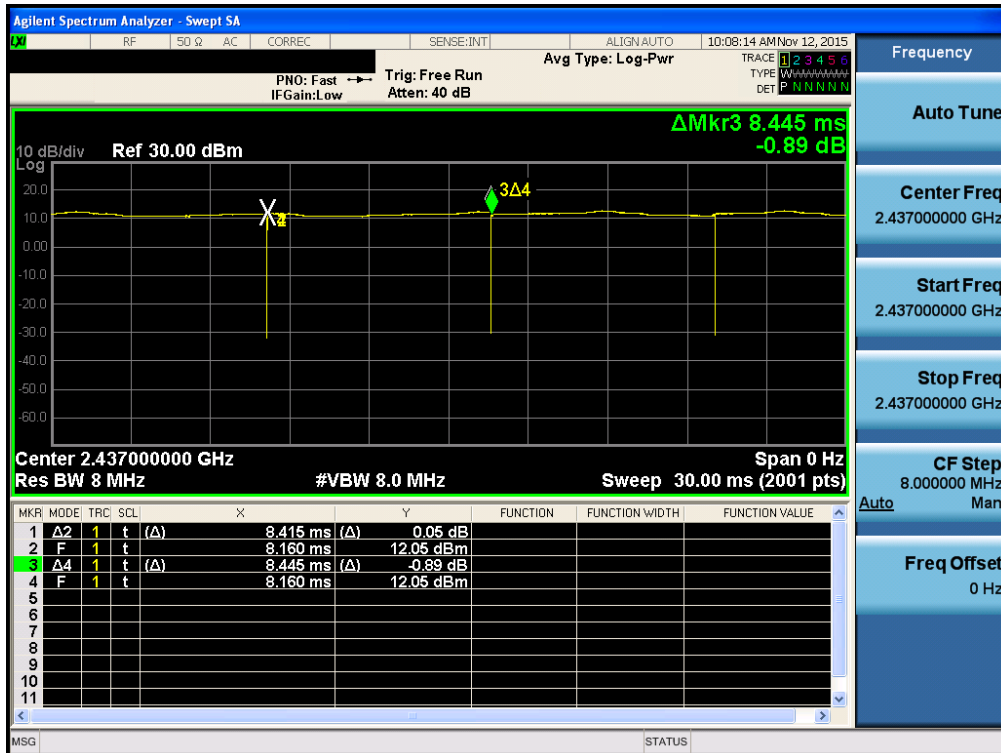 Agilent Spectrum Analyzer - Swept SA
LXI RF 50 Ω AC CORREC SENSE:INT ALIGN AUTO 10:08:14 AM Nov 12, 2015
Frequency
PNO: Fast
IFGain:Low
Trig: Free Run
Atten: 40 dB
Avg Type: Log-Pwr
TRACE 1 2 3 4 5 6
TYPE W
DET P N N N N N
Auto Tune
ΔMkr3 8.445 ms
-0.89 dB
10 dB/div Ref 30.00 dBm
Log
20.0
10.0
0.00
-10.0
-20.0
-30.0
-40.0
-50.0
-60.0
3Δ4
Center 2.437000000 GHz Span 0 Hz
Res BW 8 MHz #VBW 8.0 MHz Sweep 30.00 ms (2001 pts)
Center Freq
2.437000000 GHz
Start Freq
2.437000000 GHz
Stop Freq
2.437000000 GHz
CF Step
8.000000 MHz
Auto Man
Freq Offset
0 Hz
MKR MODE TRC SCL X Y FUNCTION FUNCTION WIDTH FUNCTION VALUE
1 Δ2 1 t (Δ) 8.415 ms (Δ) 0.05 dB
2 F 1 t 8.160 ms 12.05 dBm
3 Δ4 1 t (Δ) 8.445 ms (Δ) -0.89 dB
4 F 1 t 8.160 ms 12.05 dBm
5
6
7
8
9
10
11
MSG STATUS